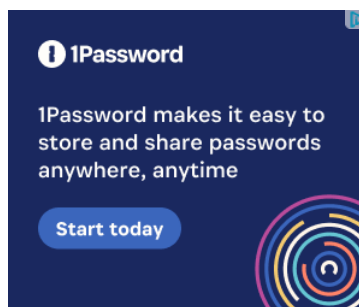 1Password
1Password makes it easy to
store and share passwords
anywhere, anytime
Start today